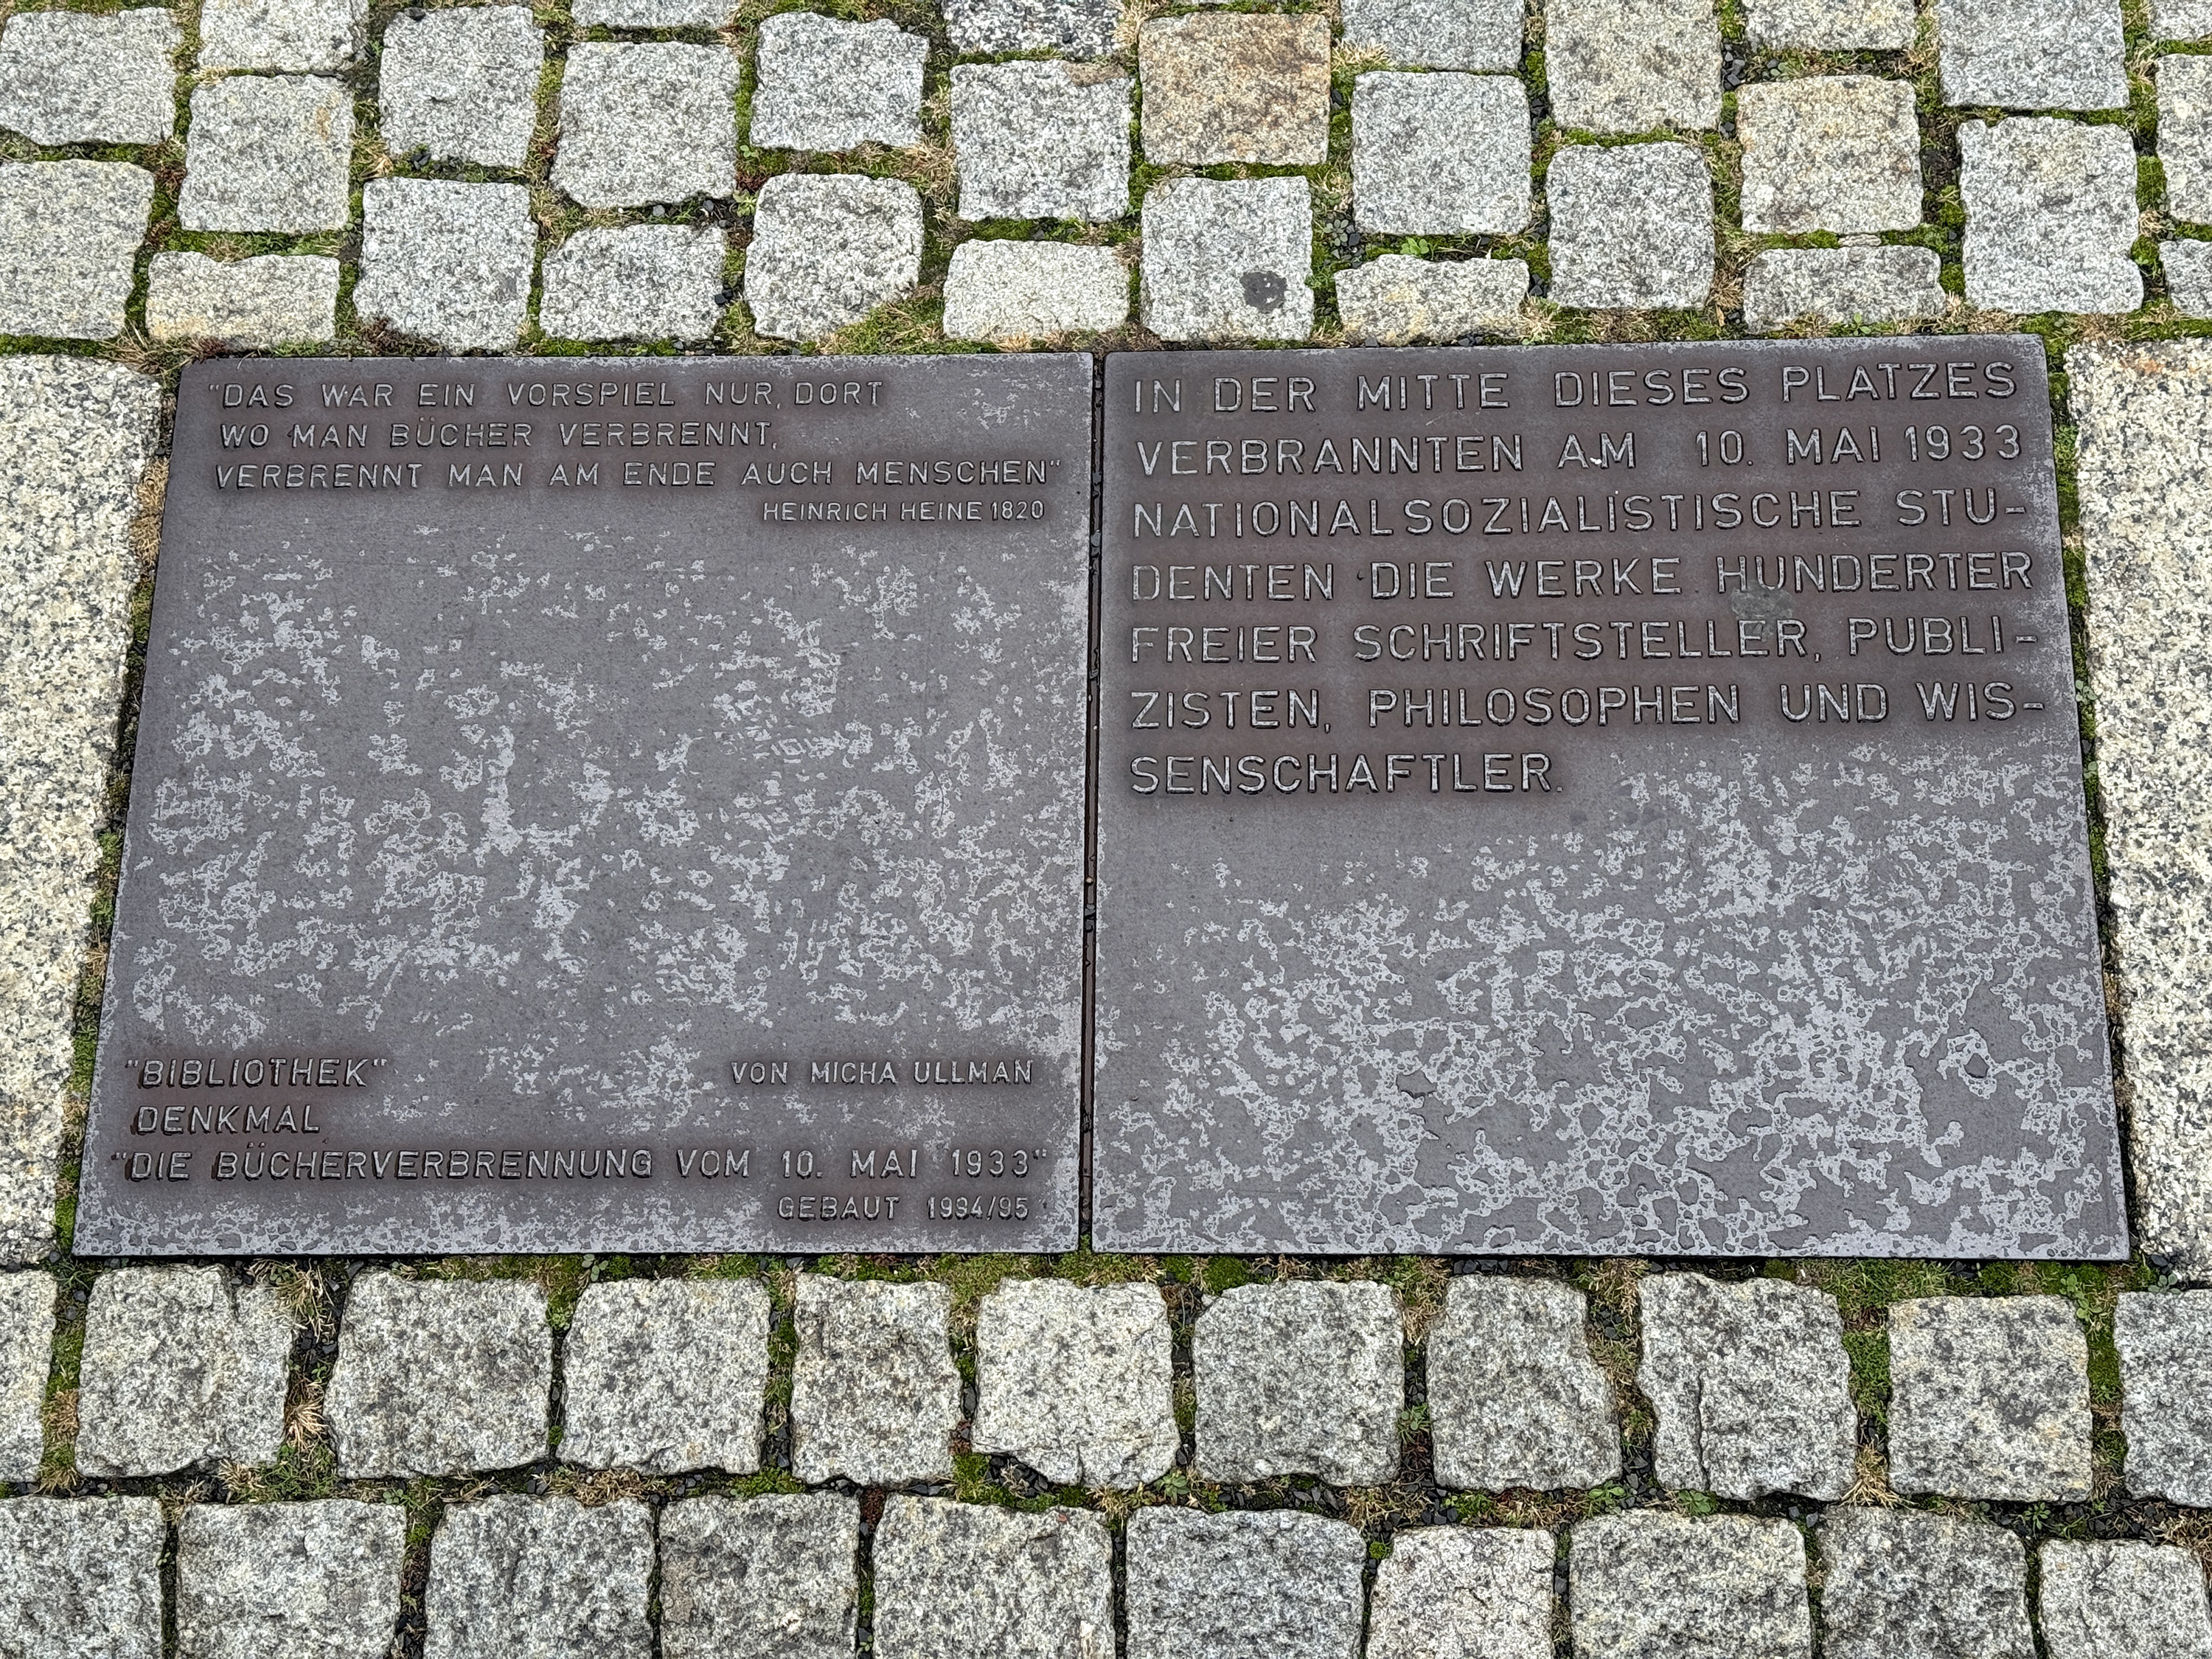 "DAS WAR EIN VORSPIEL NUR, DORT
WO MAN BÜCHER VERBRENNT,
VERBRENNT MAN AM ENDE AUCH MENSCHEN"
HEINRICH HEINE 1820
"BIBLIOTHEK" VON MICHA ULLMAN
DENKMAL
"DIE BÜCHERVERBRENNUNG VOM 10. MAI 1933"
GEBAUT 1994/95
IN DER MITTE DIESES PLATZES
VERBRANNTEN AM 10. MAI 1933
NATIONALSOZIALISTISCHE STU-
DENTEN DIE WERKE HUNDERTER
FREIER SCHRIFTSTELLER, PUBLI-
ZISTEN, PHILOSOPHEN UND WIS-
SENSCHAFTLER.